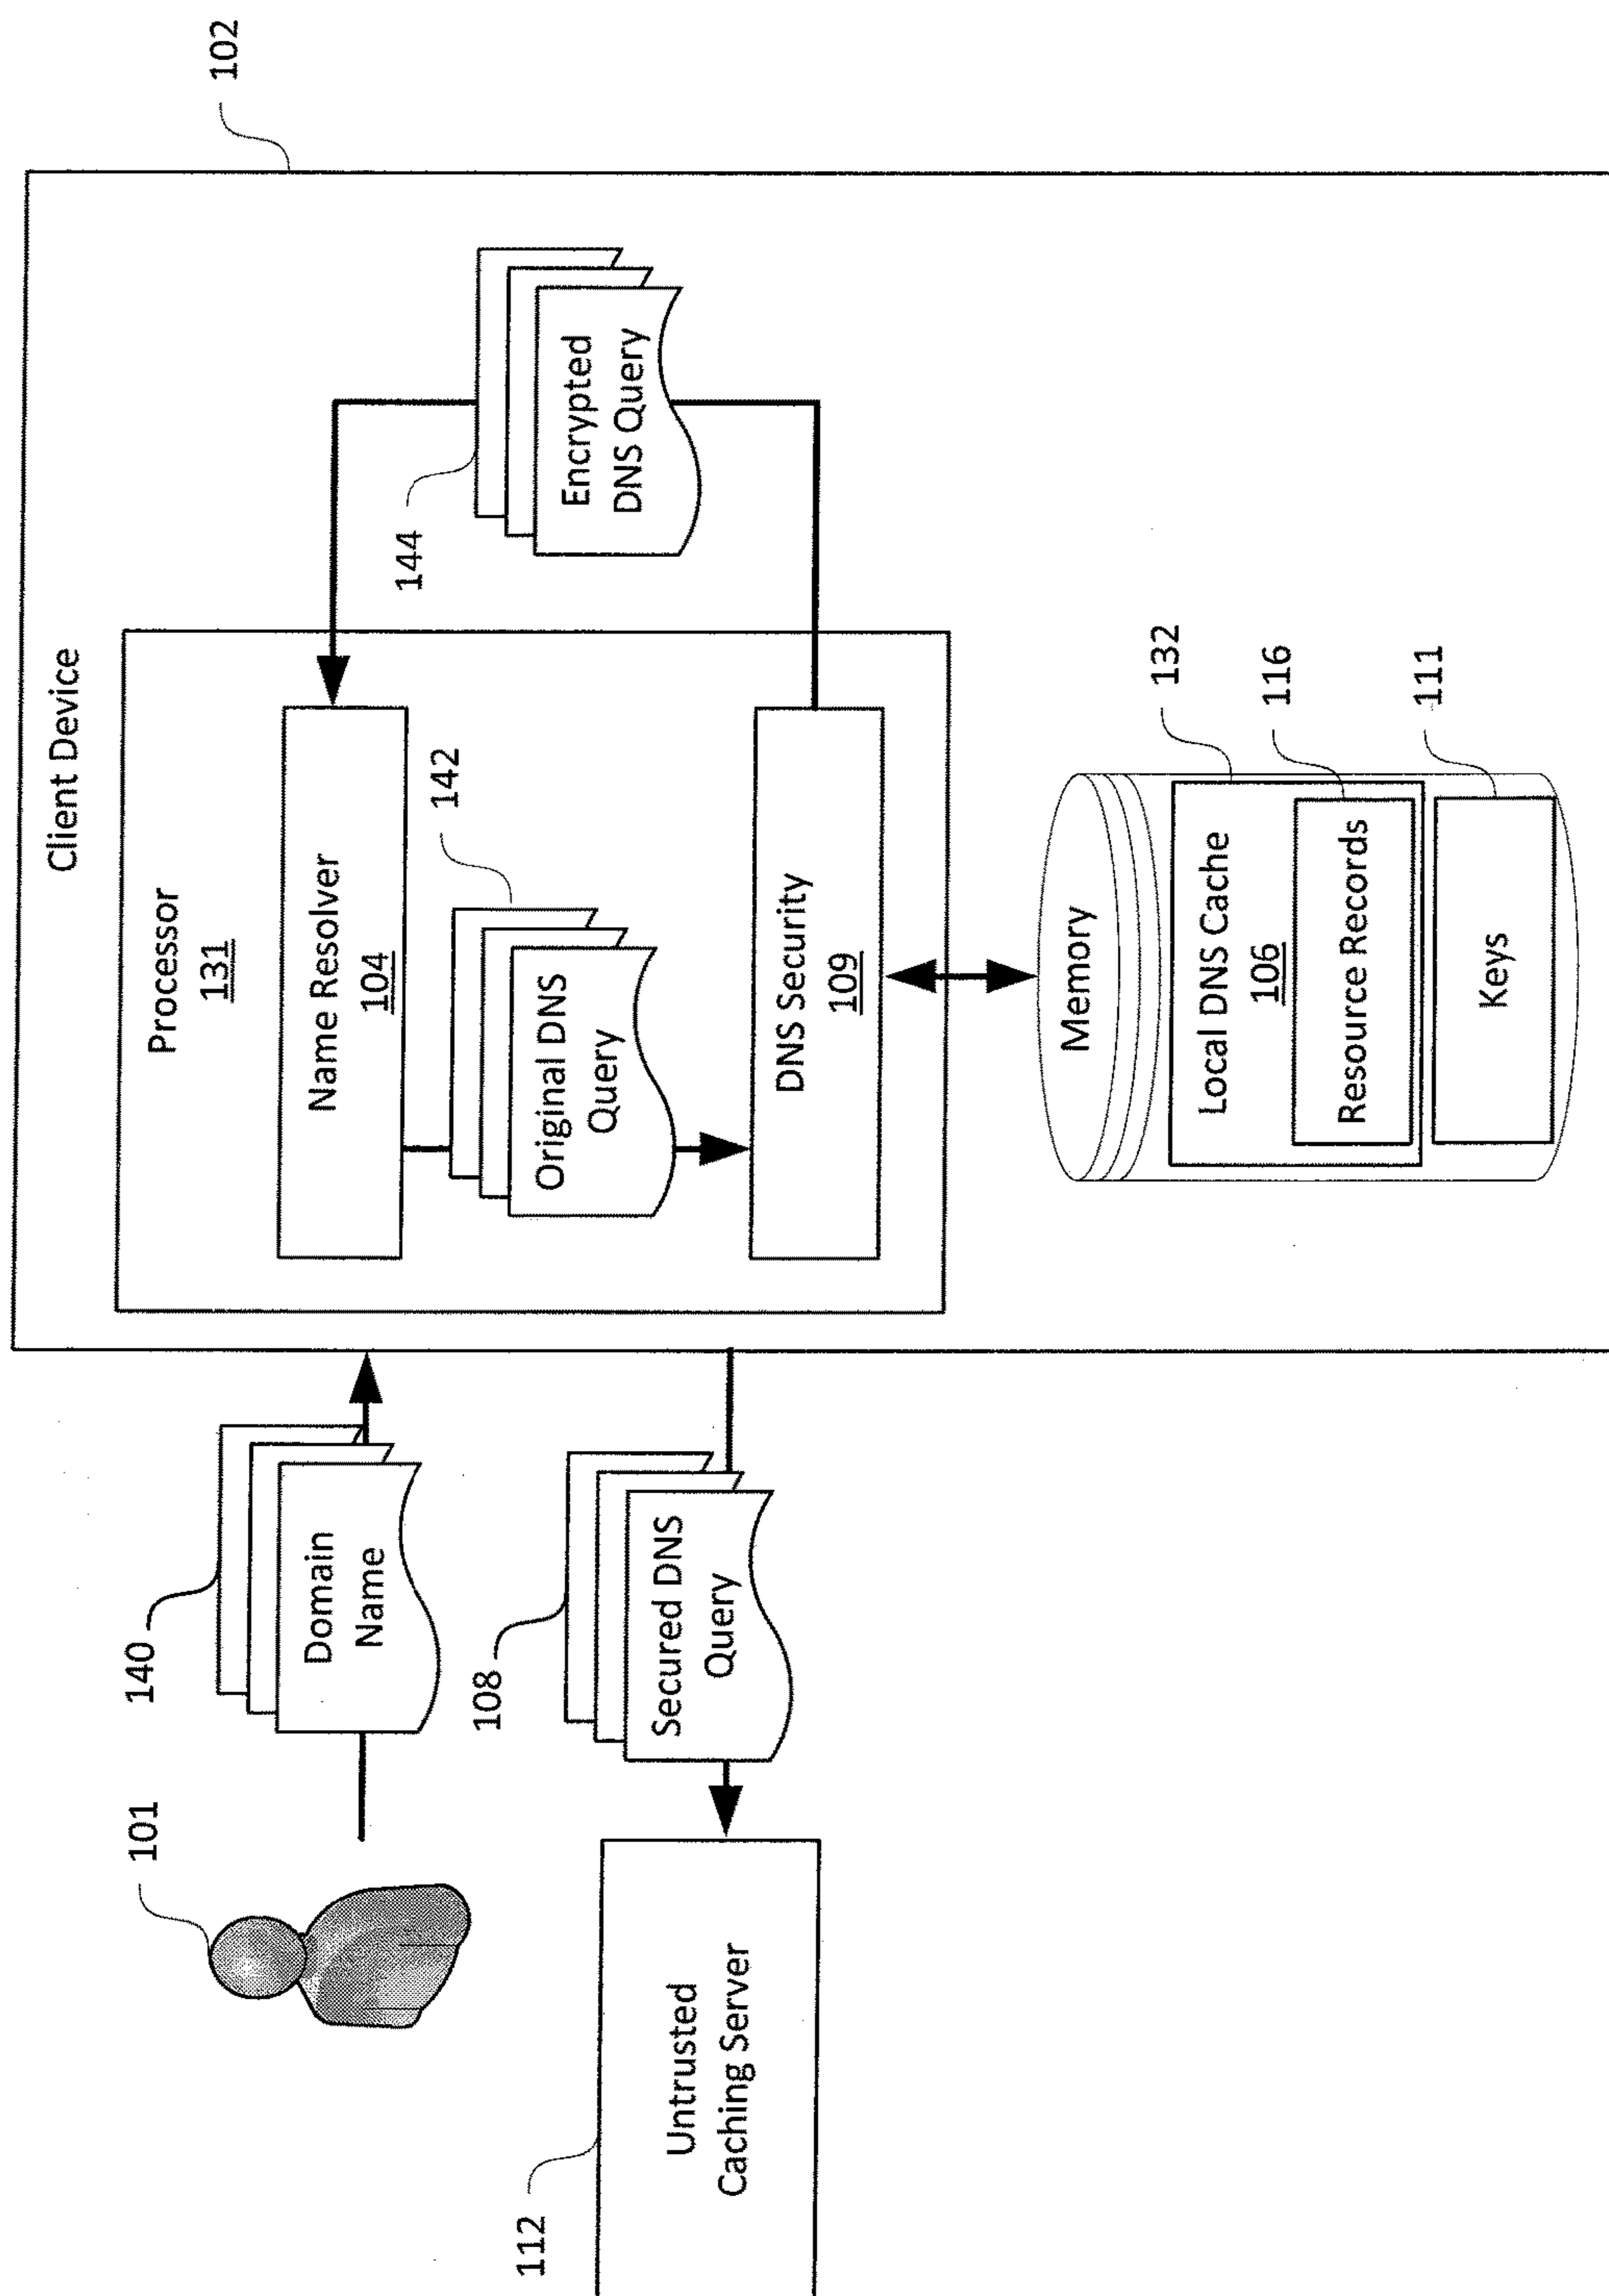 102
Client Device
Processor
131
Name Resolver
104
142
Original DNS
Query
DNS Security
109
144
Encrypted
DNS Query
Memory
132
Local DNS Cache
106
116
Resource Records
111
Keys
140
Domain
Name
108
Secured DNS
Query
101
112
Untrusted
Caching Server